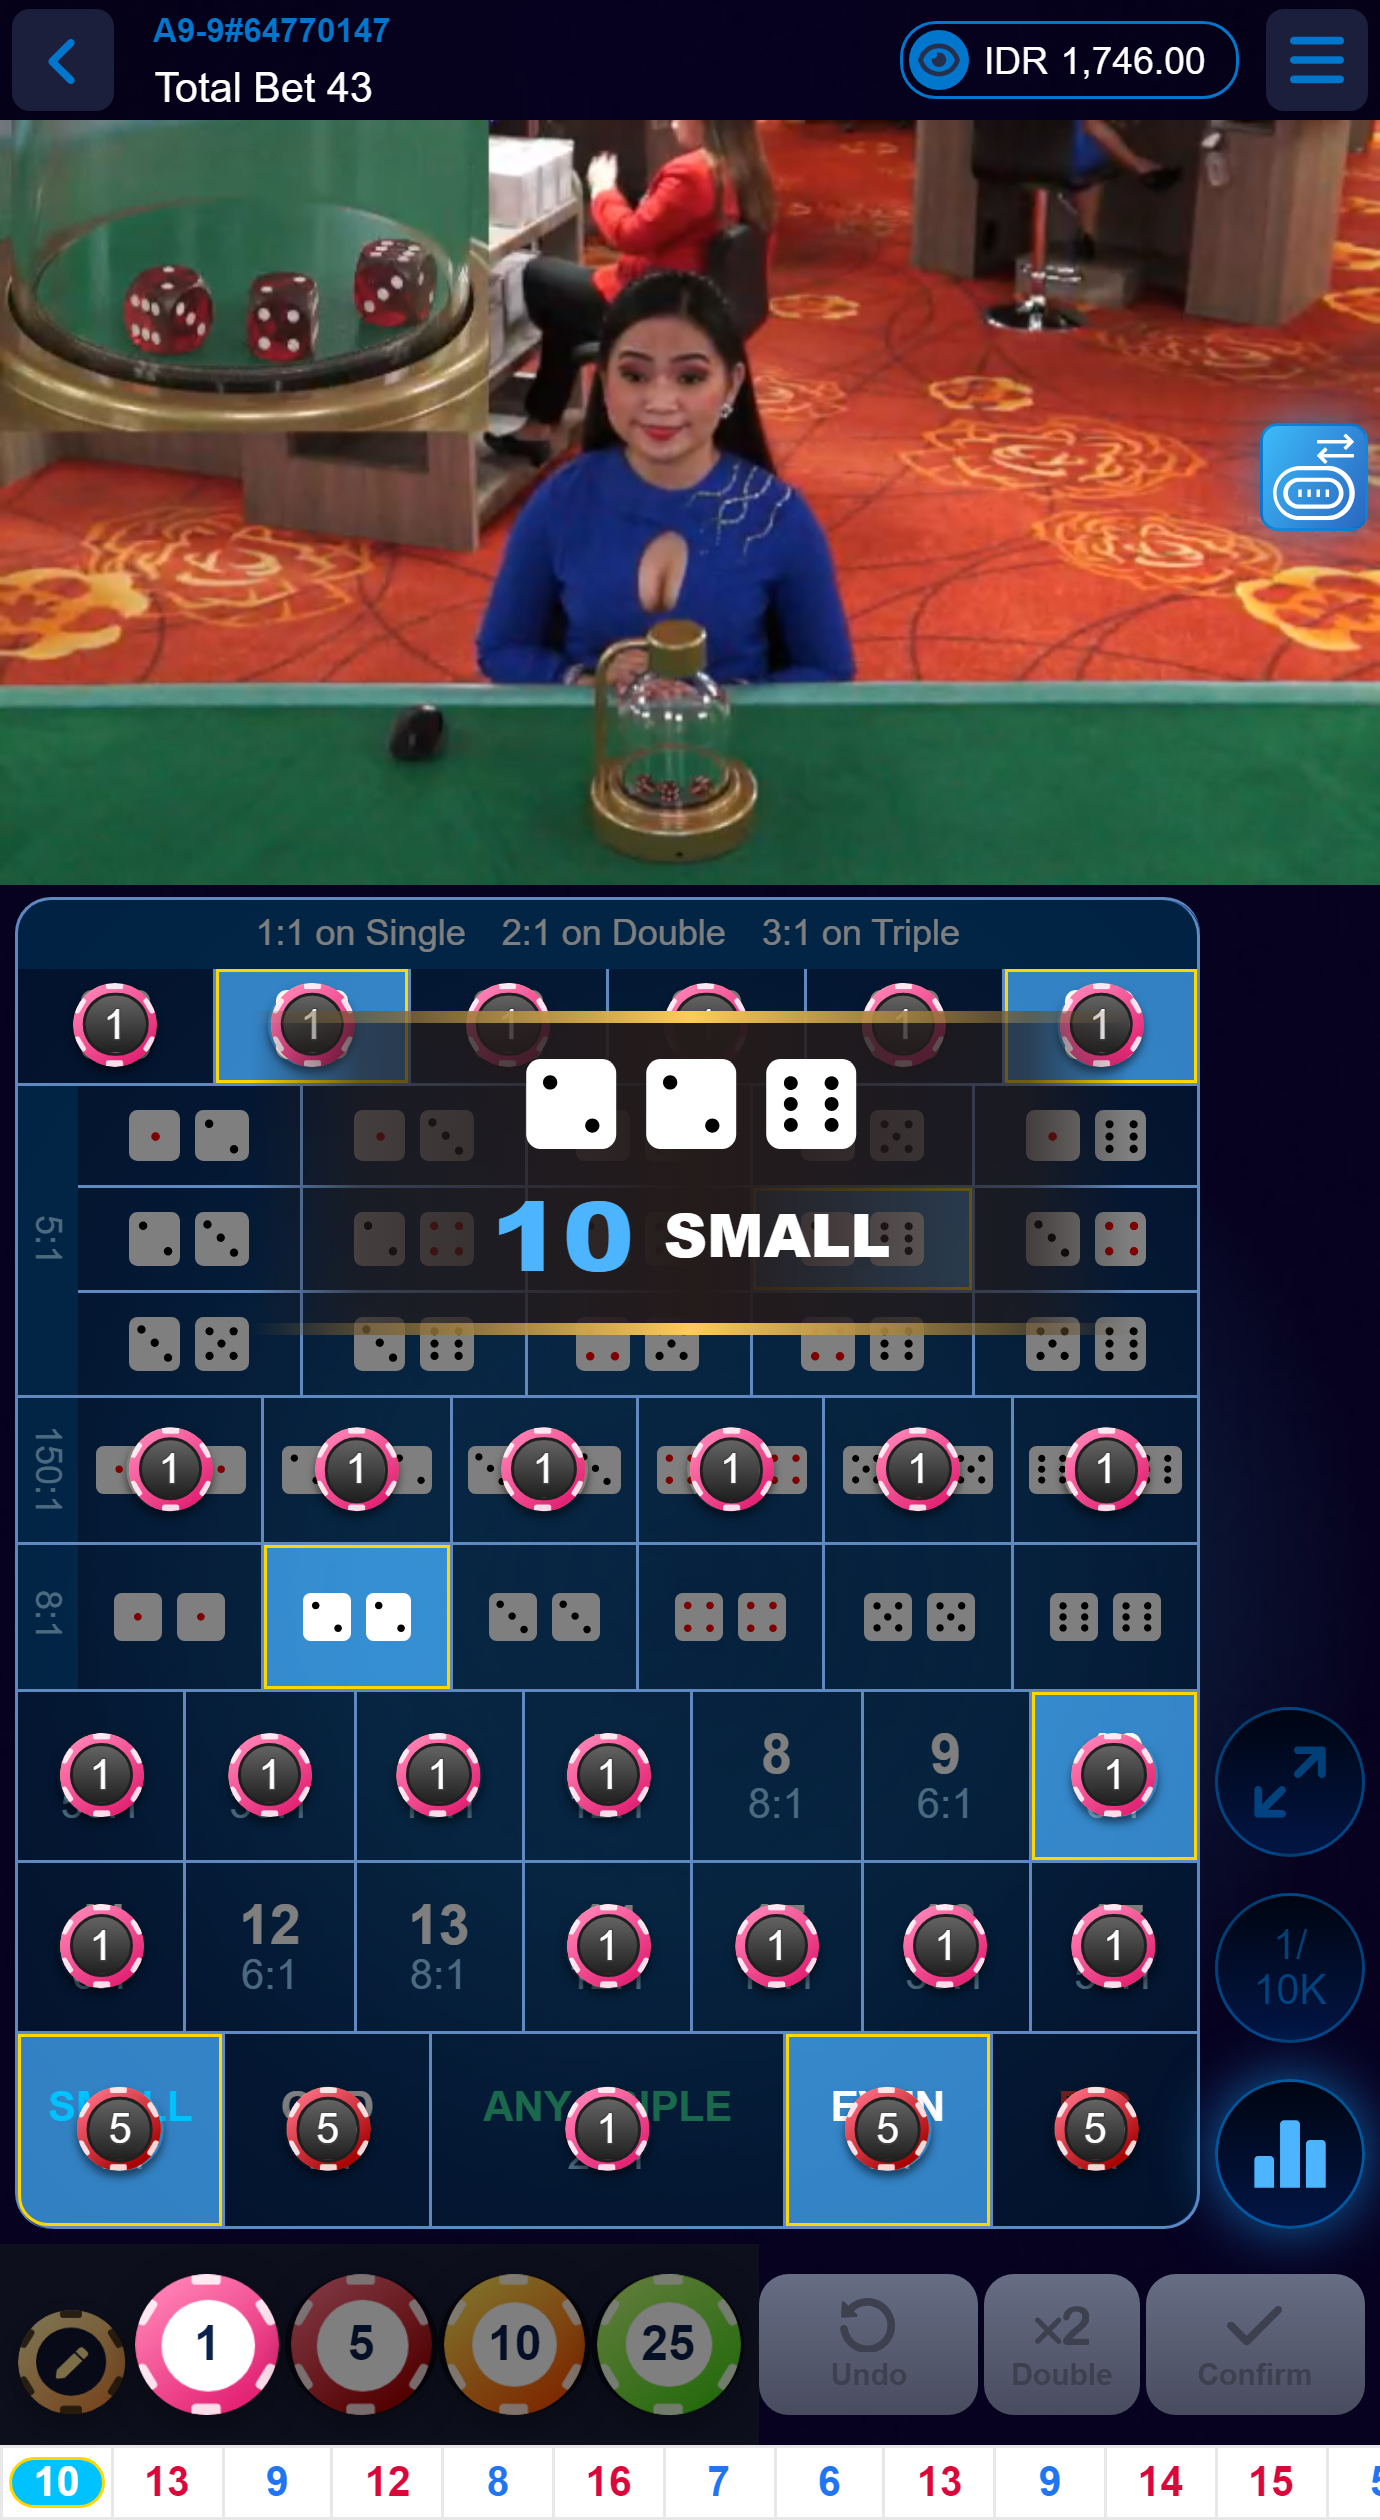 A9-9#64770147
Total Bet 43
IDR 1,746.00
1:1 on Single 2:1 on Double 3:1 on Triple
1 1 1 1 1 1
10 SMALL
5:1
150:1
1 1 1 1 1 1
8:1
1 1 1 1 8 9 1
8:1 6:1
1 12 13 1 1 1 1
6:1 8:1
1/
10K
5 5 ANY 1 5 5
1 5 10 25
Undo Double Confirm
x2
10 13 9 12 8 16 7 6 13 9 14 15